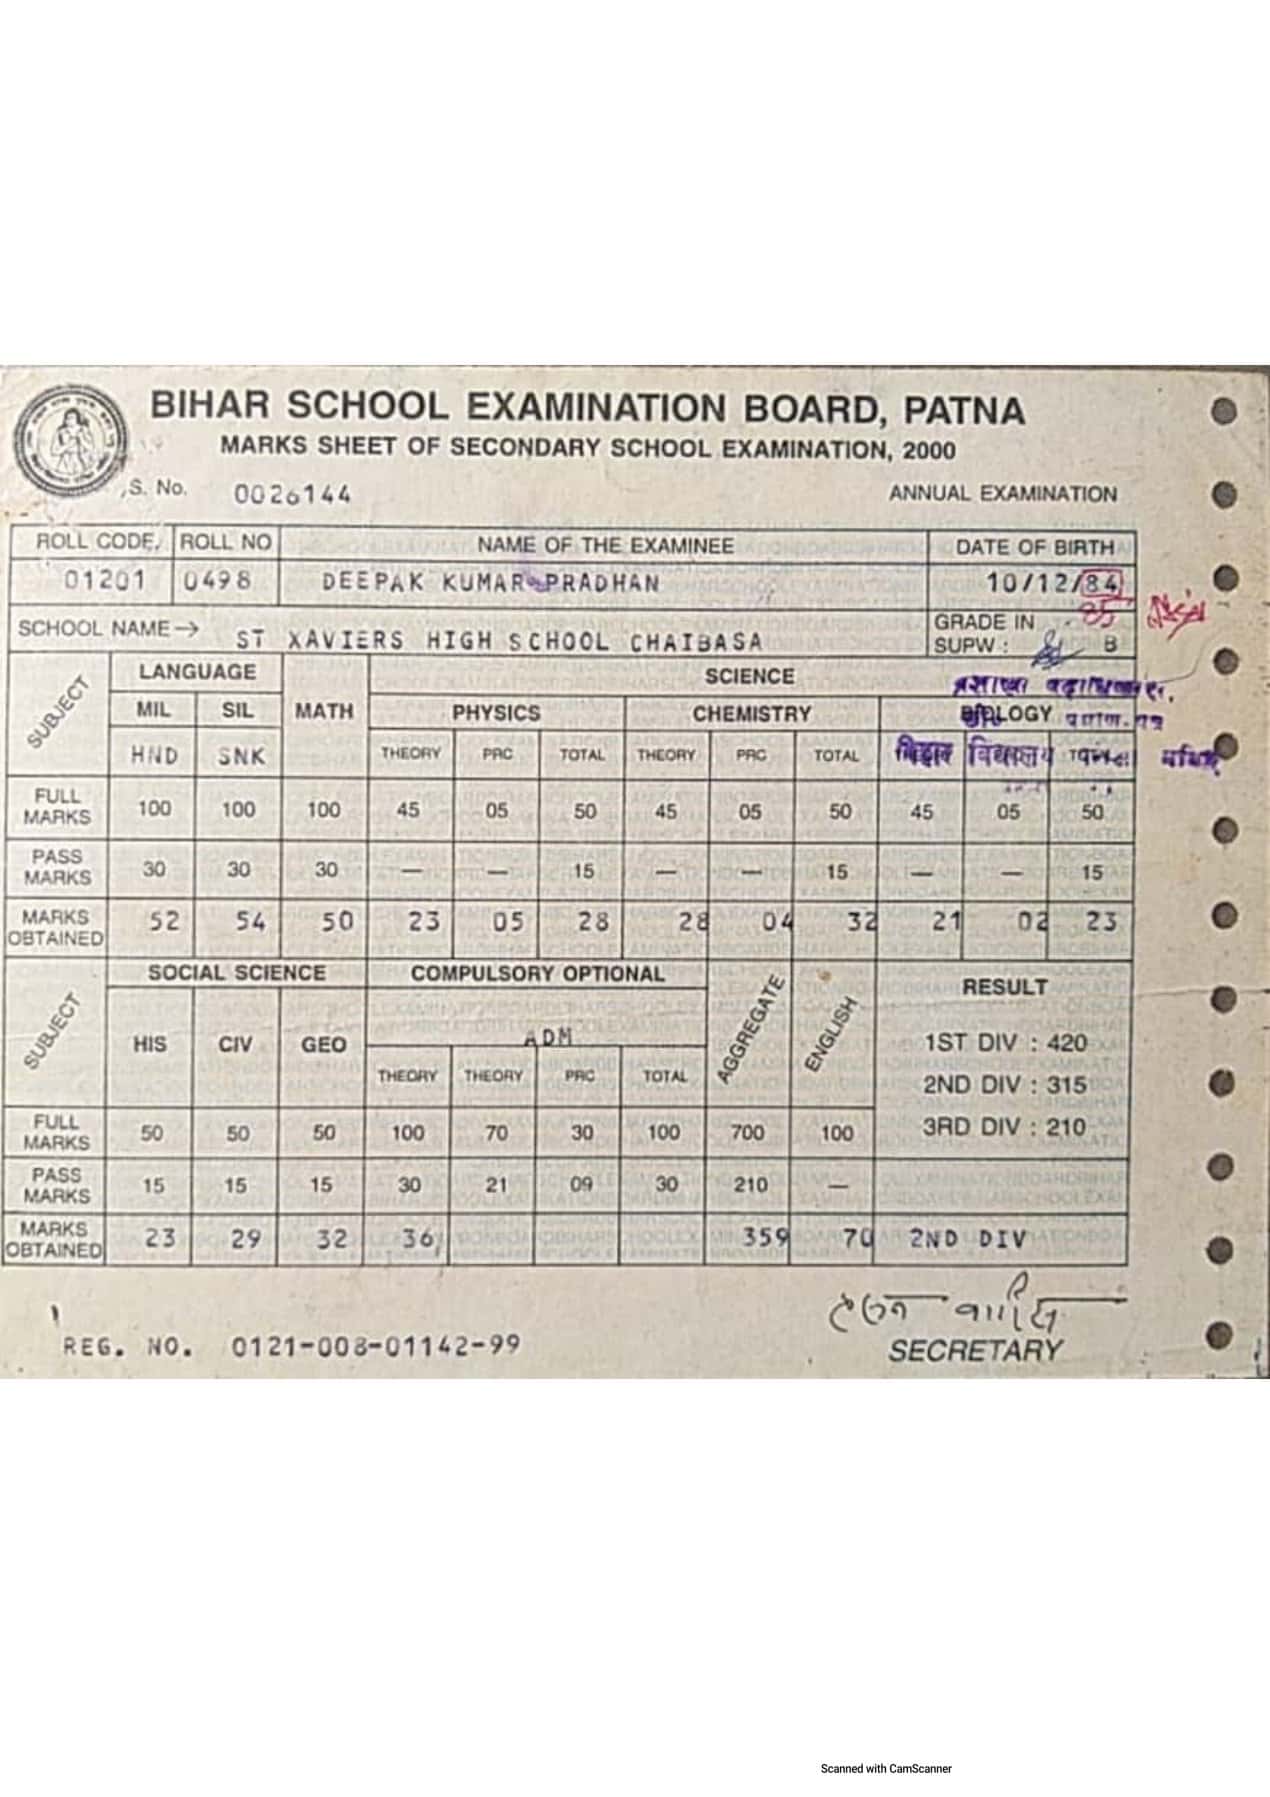 BIHAR SCHOOL EXAMINATION BOARD, PATNA
MARKS SHEET OF SECONDARY SCHOOL EXAMINATION, 2000
S. No. 0026144 ANNUAL EXAMINATION
ROLL CODE ROLL NO NAME OF THE EXAMINEE DATE OF BIRTH
01201 0498 DEEPAK KUMAR PRADHAN 10/12/84
85
SCHOOL NAME→ ST XAVIERS HIGH SCHOOL CHAIBASA GRADE IN SUPW : B
SUBJECT LANGUAGE MATH SCIENCE
MIL SIL PHYSICS CHEMISTRY BIOLOGY
HND SNK THEORY PRC TOTAL THEORY PRC TOTAL
प्रमाण-पत्र
बिहार विद्यालय
FULL MARKS 100 100 100 45 05 50 45 05 50 45 05 50
PASS MARKS 30 30 30 — — 15 — — 15 — — 15
MARKS OBTAINED 52 54 50 23 05 28 28 04 32 21 02 23
SUBJECT SOCIAL SCIENCE COMPULSORY OPTIONAL AGGREGATE ENGLISH RESULT
HIS CIV GEO ADM 1ST DIV : 420
THEORY THEORY PRC TOTAL 2ND DIV : 315
FULL MARKS 50 50 50 100 70 30 100 700 100 3RD DIV : 210
PASS MARKS 15 15 15 30 21 09 30 210 —
MARKS OBTAINED 23 29 32 36 359 70 2ND DIV
REG. NO. 0121-008-01142-99
SECRETARY
Scanned with CamScanner